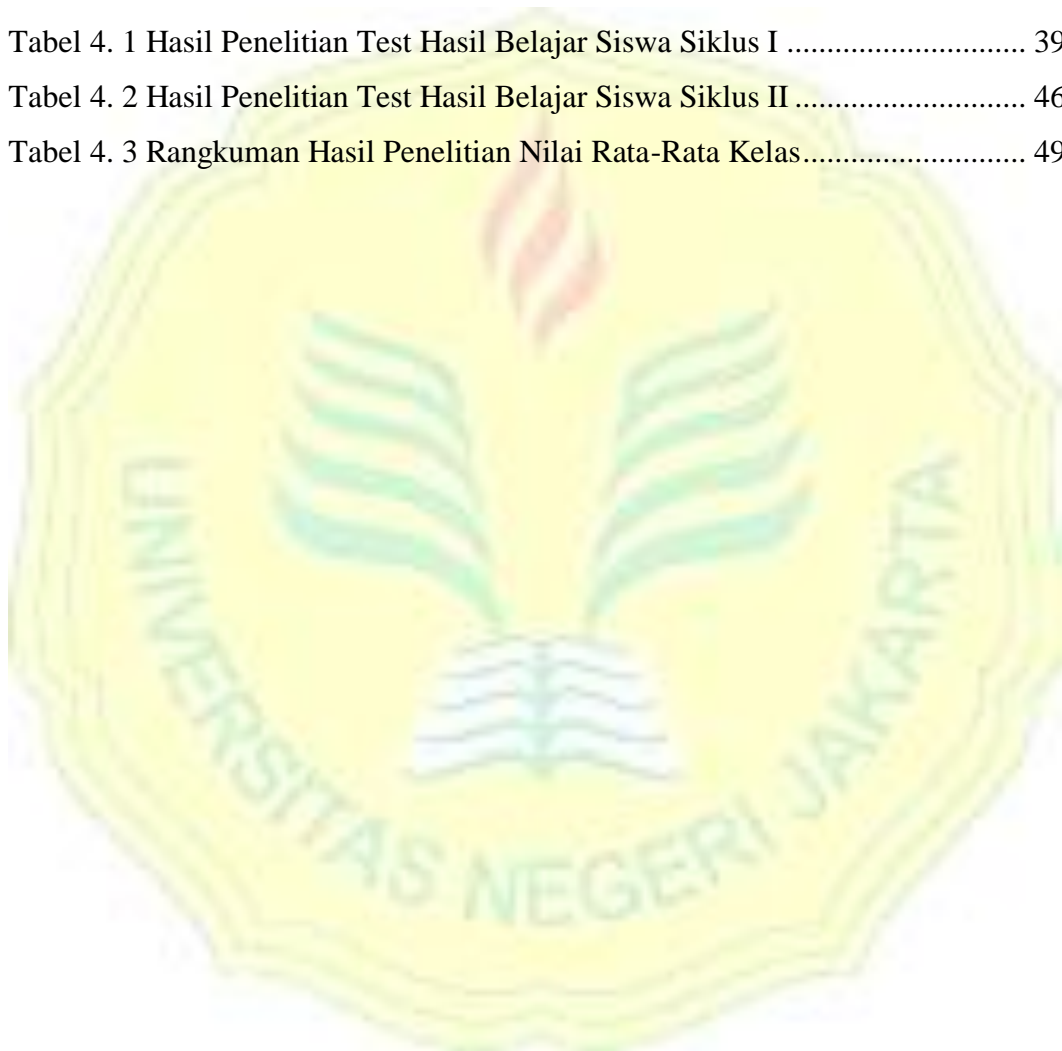 Tabel 4. 1 Hasil Penelitian Test Hasil Belajar Siswa Siklus I ............................ 39
Tabel 4. 2 Hasil Penelitian Test Hasil Belajar Siswa Siklus II ........................... 46
Tabel 4. 3 Rangkuman Hasil Penelitian Nilai Rata-Rata Kelas.......................... 49
UNIVERSITAS NEGERI JAKARTA